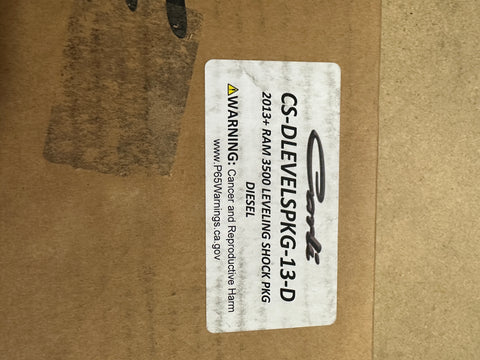 Carli
CS-DLEVELSPKG-13-D
2013+ RAM 3500 LEVELING SHOCK PKG
DIESEL
⚠WARNING: Cancer and Reproductive Harm
www.P65Warnings.ca.gov